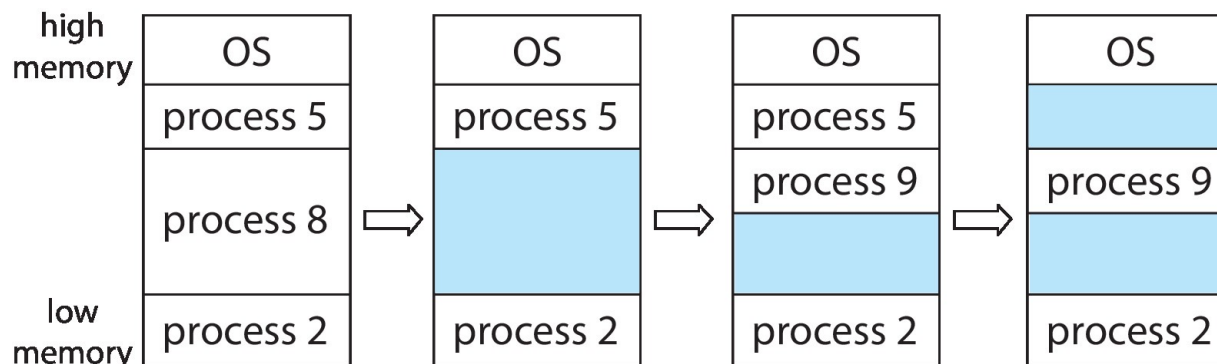 high
memory
OS
OS
OS
OS
process 5
process 5
process 5
process 8
process 9
process 9
low
memory
process 2
process 2
process 2
process 2